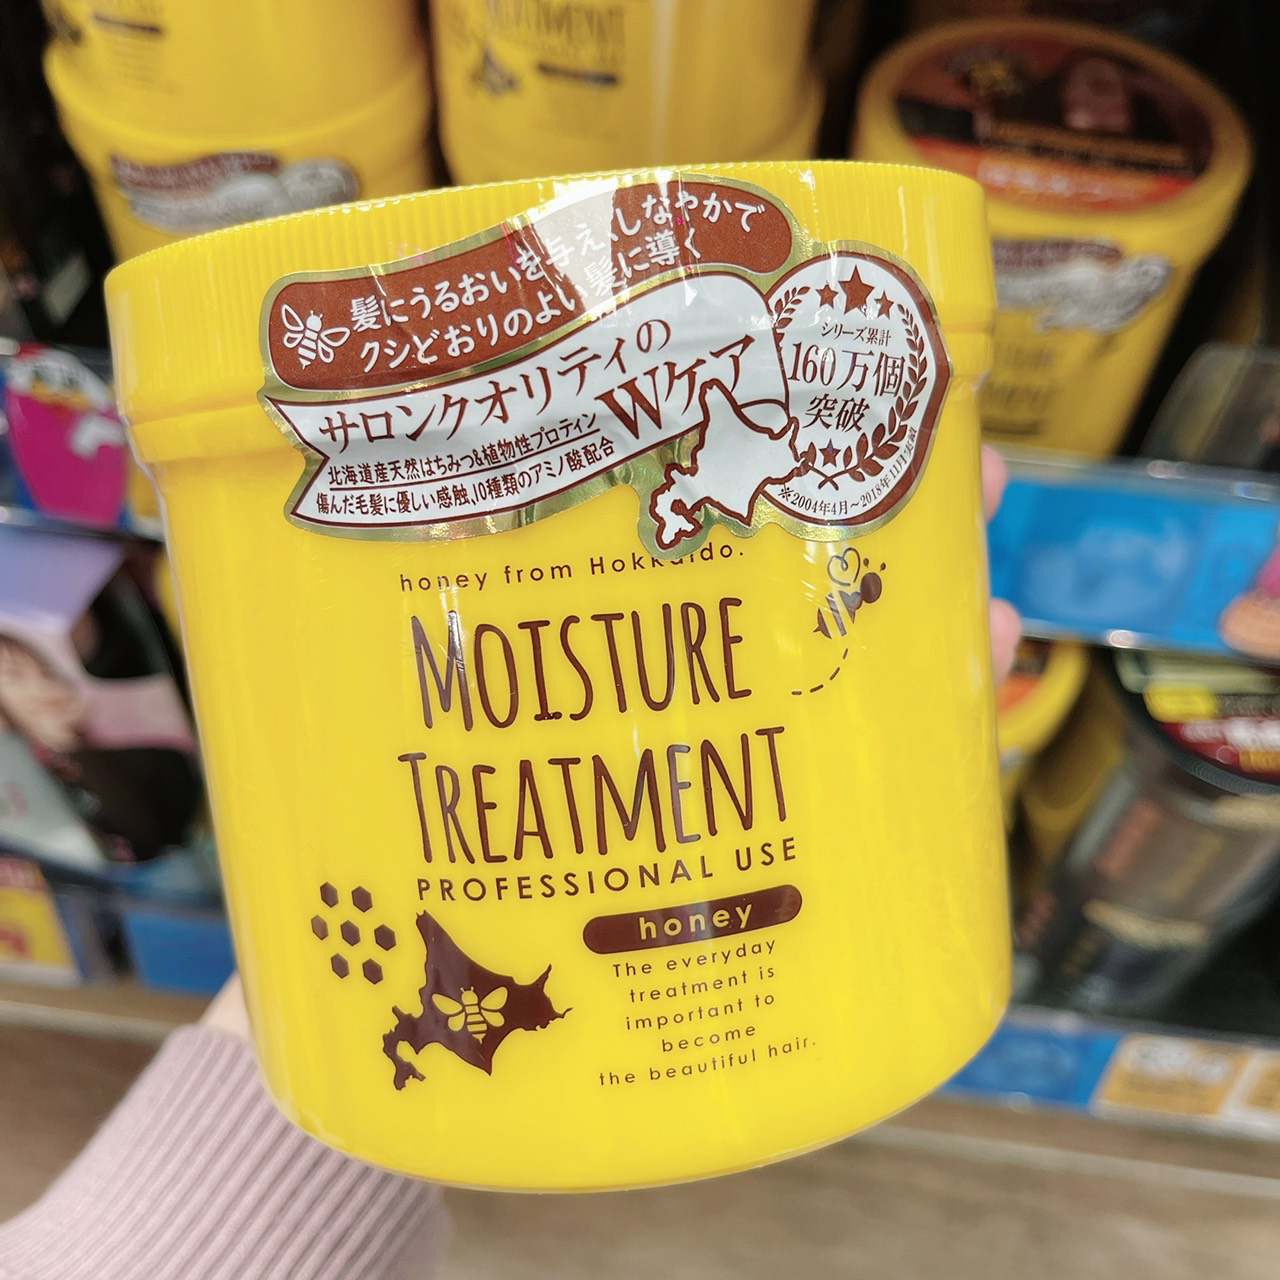 TREATMENT
髪にうるおいを与え、しなやかで
クシどおりのよい髪に導く
サロンクオリティの
Wケア
北海道産天然はちみつ&植物性プロティン
傷んだ毛髪に優しい感触、10種類のアミノ酸配合
シリーズ累計
160万個
突破
※2004年4月～2018年11月実績
honey from Hokkaido.
MOISTURE
TREATMENT
PROFESSIONAL USE
honey
The everyday
treatment is
important to
become
the beautiful hair.